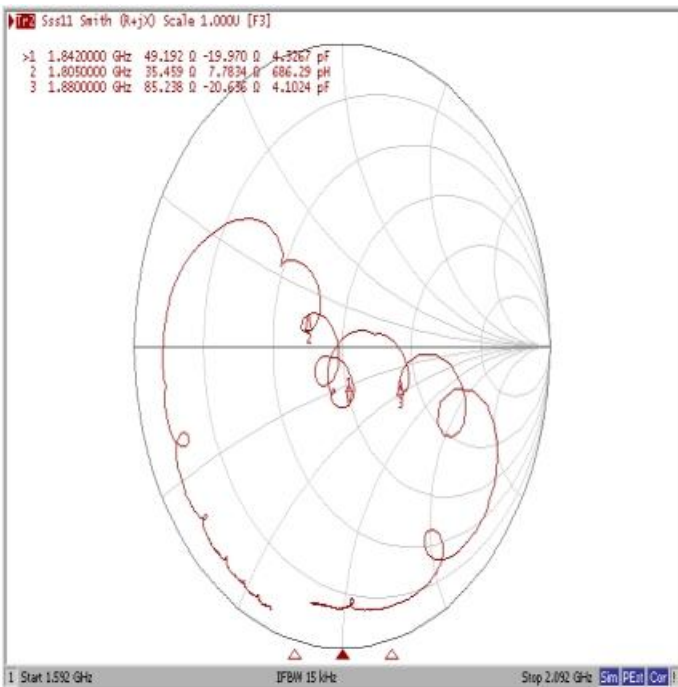 Tr2 Sss11 Smith (R+jX) Scale 1.000U [F3]
>1 1.8420000 GHz 49.192 Ω -19.970 Ω 4.3267 pF
2 1.8050000 GHz 35.459 Ω 7.7834 Ω 686.29 pH
3 1.8800000 GHz 85.238 Ω -20.636 Ω 4.1024 pF
2
1
3
1 Start 1.592 GHz IFBW 15 kHz Stop 2.092 GHz Sim PExt Cor !